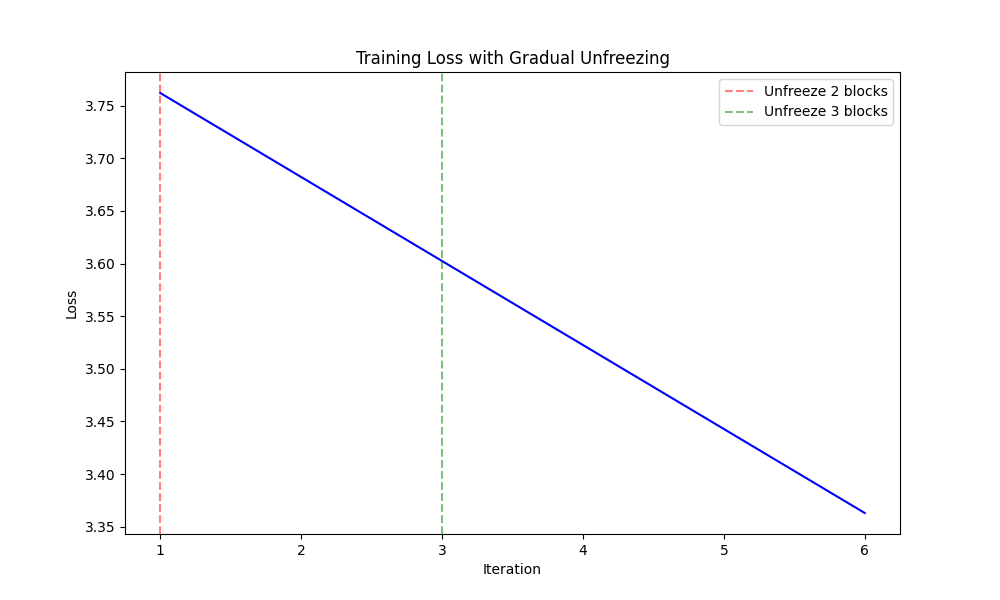 Training Loss with Gradual Unfreezing
Unfreeze 2 blocks
Unfreeze 3 blocks
Loss
3.75
3.70
3.65
3.60
3.55
3.50
3.45
3.40
3.35
1 2 3 4 5 6
Iteration